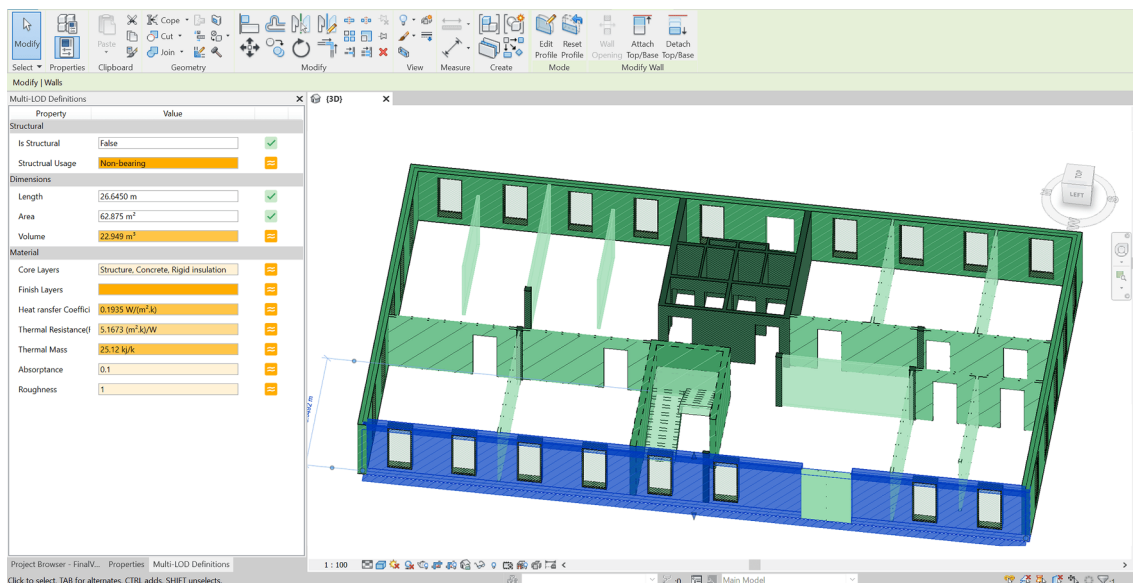 Modify
Paste
Cope
Cut
Join
Edit Profile
Reset Profile
Wall Opening
Attach Top/Base
Detach Top/Base
Select Properties Clipboard Geometry Modify View Measure Create Mode Modify Wall
Modify | Walls
Multi-LOD Definitions
{3D}
Property Value
Structural
Is Structural False
Structrual Usage Non-bearing
Dimensions
Length 26.6450 m
Area 62.875 m²
Volume 22.949 m³
Material
Core Layers Structure, Concrete, Rigid insulation
Finish Layers
Heat ransfer Coeffici 0.1935 W/(m².k)
Thermal Resistance(I 5.1673 (m².k)/W
Thermal Mass 25.12 kj/k
Absorptance 0.1
Roughness 1
TOP
LEFT
Project Browser - FinalV... Properties Multi-LOD Definitions
1 : 100
Click to select, TAB for alternates, CTRL adds, SHIFT unselects.
:0
Main Model